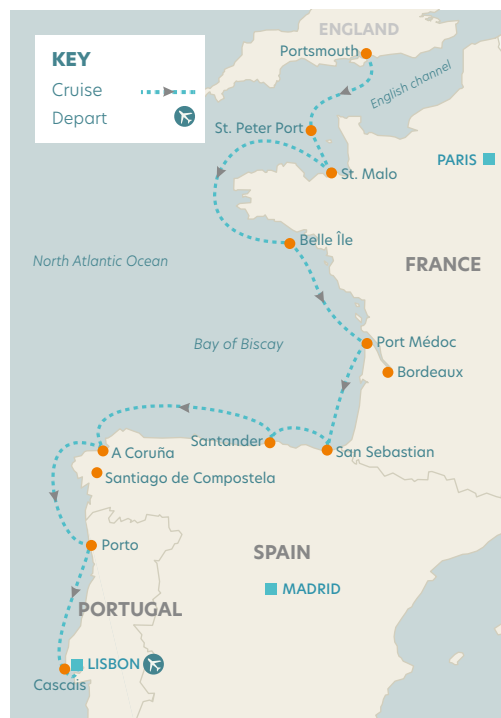 ENGLAND
Portsmouth
KEY
Cruise
Depart
English channel
St. Peter Port
PARIS
St. Malo
Belle Île
North Atlantic Ocean
FRANCE
Bay of Biscay
Port Médoc
Bordeaux
Santander
A Coruña
San Sebastian
Santiago de Compostela
Porto
SPAIN
MADRID
PORTUGAL
LISBON
Cascais